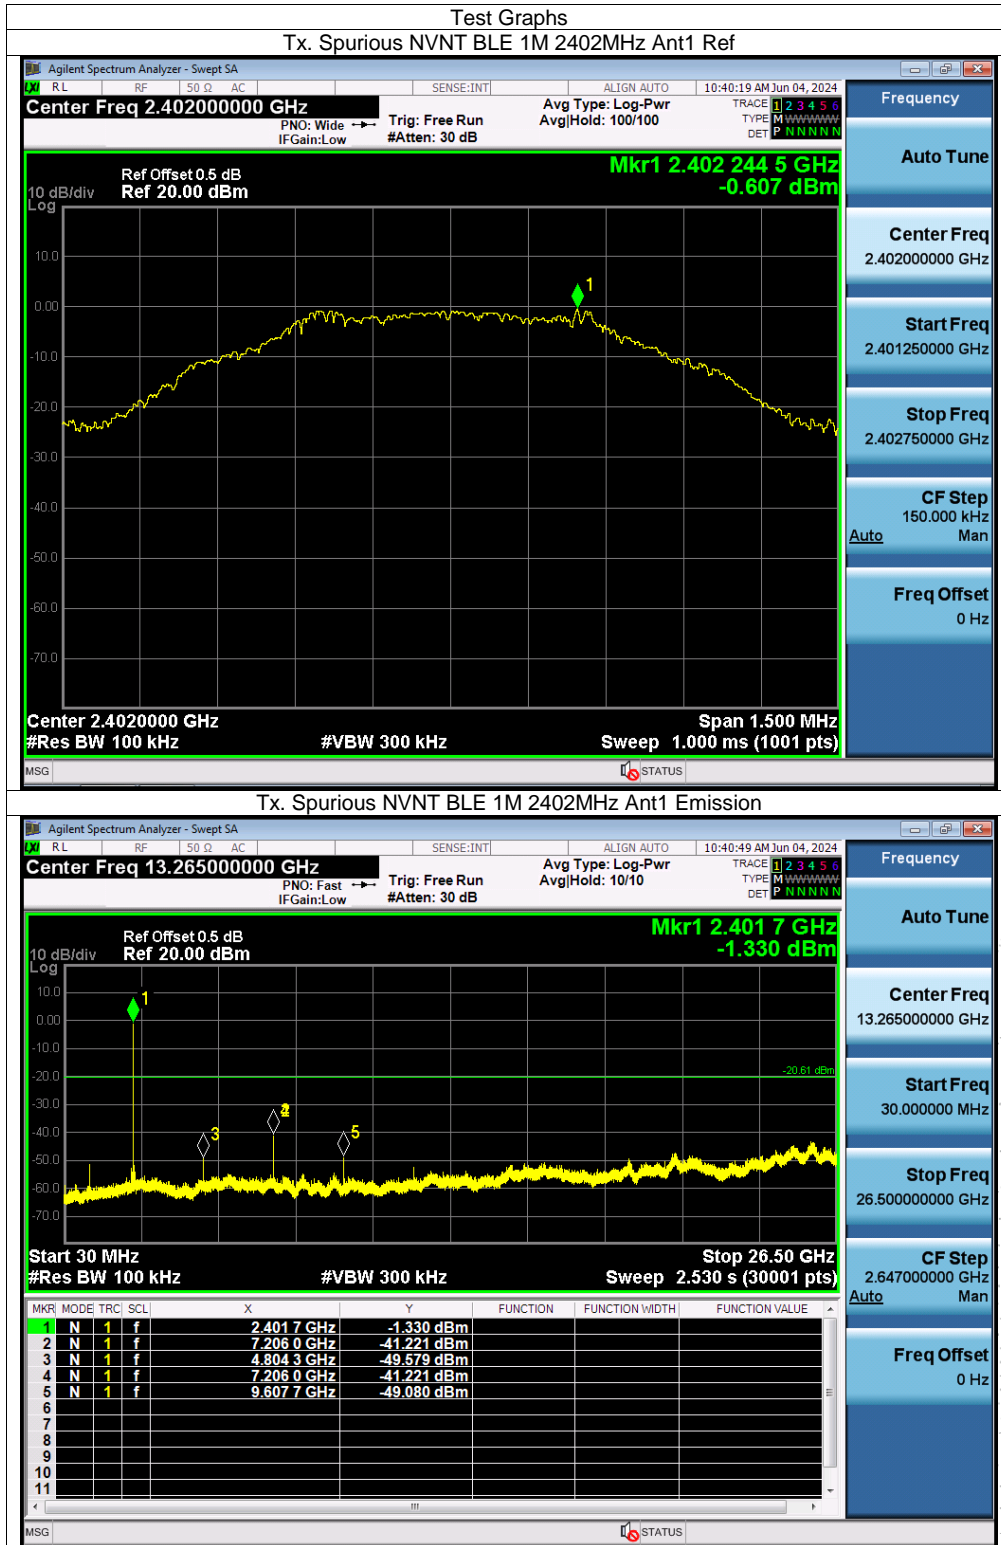 Test Graphs
Tx. Spurious NVNT BLE 1M 2402MHz Ant1 Ref
Agilent Spectrum Analyzer - Swept SA
LXI RL RF 50 Ω AC SENSE:INT ALIGN AUTO 10:40:19 AM Jun 04, 2024
Center Freq 2.402000000 GHz Avg Type: Log-Pwr TRACE 1 2 3 4 5 6
PNO: Wide Trig: Free Run Avg|Hold: 100/100 TYPE M WWWWW
IFGain:Low #Atten: 30 dB DET P N N N N N
Frequency
Mkr1 2.402 244 5 GHz
-0.607 dBm
Ref Offset 0.5 dB
10 dB/div Ref 20.00 dBm
Log
10.0
0.00
-10.0
-20.0
-30.0
-40.0
-50.0
-60.0
-70.0
1
Center 2.4020000 GHz Span 1.500 MHz
#Res BW 100 kHz #VBW 300 kHz Sweep 1.000 ms (1001 pts)
MSG STATUS
Auto Tune
Center Freq
2.402000000 GHz
Start Freq
2.401250000 GHz
Stop Freq
2.402750000 GHz
CF Step
150.000 kHz
Auto Man
Freq Offset
0 Hz
Tx. Spurious NVNT BLE 1M 2402MHz Ant1 Emission
Agilent Spectrum Analyzer - Swept SA
LXI RL RF 50 Ω AC SENSE:INT ALIGN AUTO 10:40:49 AM Jun 04, 2024
Center Freq 13.265000000 GHz Avg Type: Log-Pwr TRACE 1 2 3 4 5 6
PNO: Fast Trig: Free Run Avg|Hold: 10/10 TYPE M WWWWW
IFGain:Low #Atten: 30 dB DET P N N N N N
Frequency
Mkr1 2.401 7 GHz
-1.330 dBm
Ref Offset 0.5 dB
10 dB/div Ref 20.00 dBm
Log
10.0
0.00
-10.0
-20.0
-30.0
-40.0
-50.0
-60.0
-70.0
1
-20.61 dBm
3
5
Start 30 MHz Stop 26.50 GHz
#Res BW 100 kHz #VBW 300 kHz Sweep 2.530 s (30001 pts)
MKR MODE TRC SCL X Y FUNCTION FUNCTION WIDTH FUNCTION VALUE
1 N 1 f 2.401 7 GHz -1.330 dBm
2 N 1 f 7.206 0 GHz -41.221 dBm
3 N 1 f 4.804 3 GHz -49.579 dBm
4 N 1 f 7.206 0 GHz -41.221 dBm
5 N 1 f 9.607 7 GHz -49.080 dBm
6
7
8
9
10
11
MSG STATUS
Auto Tune
Center Freq
13.265000000 GHz
Start Freq
30.000000 MHz
Stop Freq
26.500000000 GHz
CF Step
2.647000000 GHz
Auto Man
Freq Offset
0 Hz